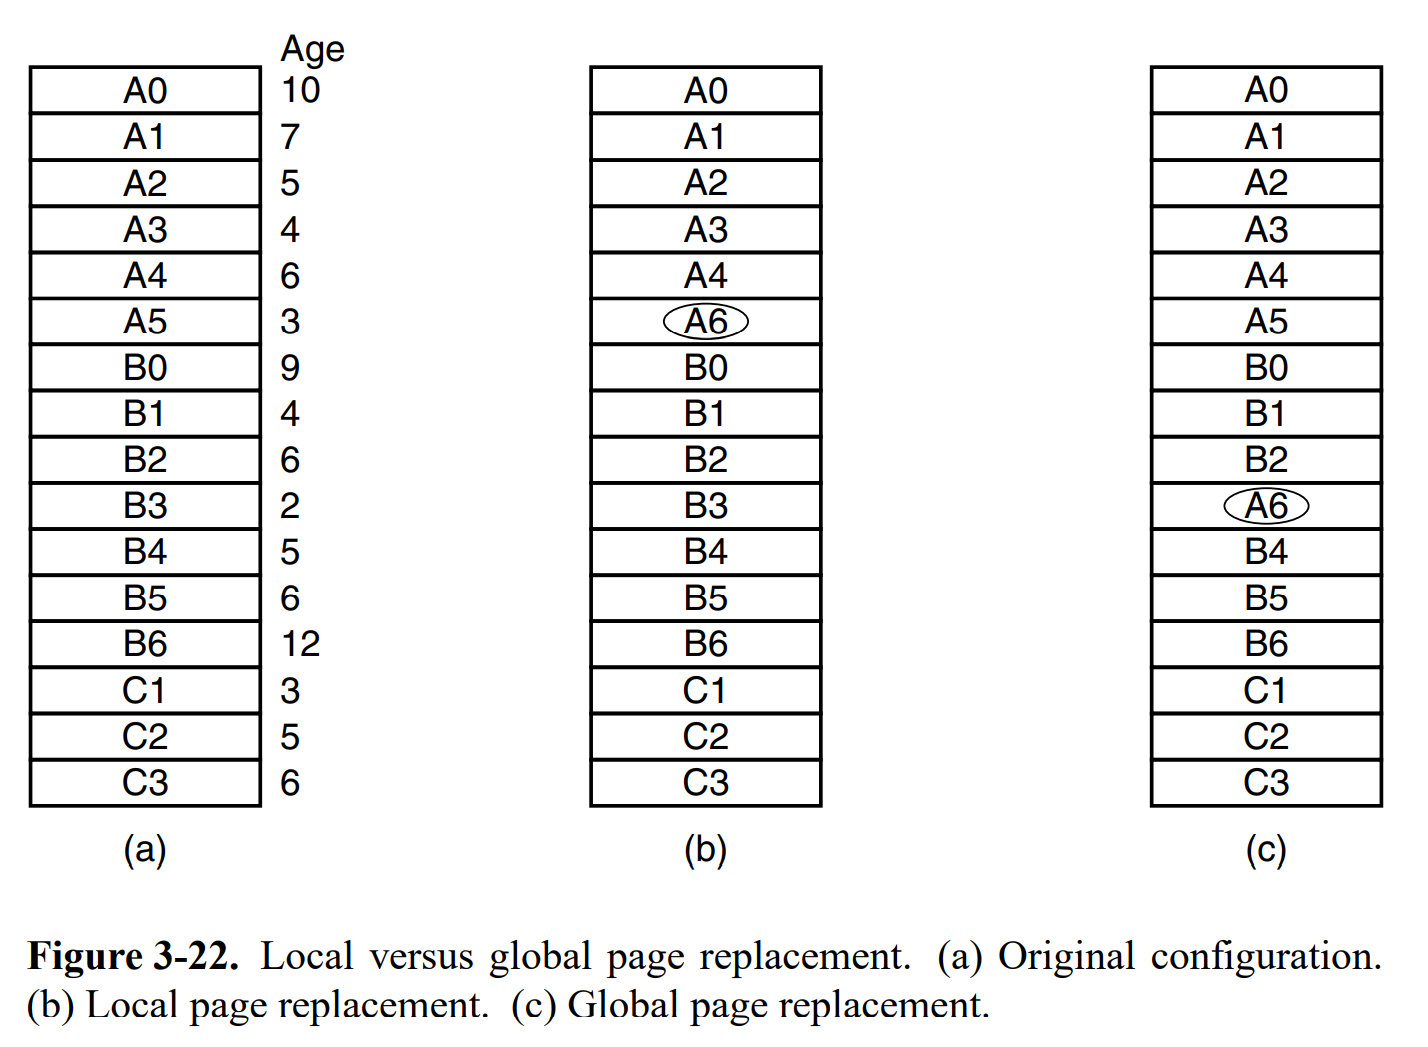 Age
A0 10 A0 A0
A1 7 A1 A1
A2 5 A2 A2
A3 4 A3 A3
A4 6 A4 A4
A5 3 A6 A5
B0 9 B0 B0
B1 4 B1 B1
B2 6 B2 B2
B3 2 B3 A6
B4 5 B4 B4
B5 6 B5 B5
B6 12 B6 B6
C1 3 C1 C1
C2 5 C2 C2
C3 6 C3 C3
(a) (b) (c)
Figure 3-22. Local versus global page replacement. (a) Original configuration.
(b) Local page replacement. (c) Global page replacement.